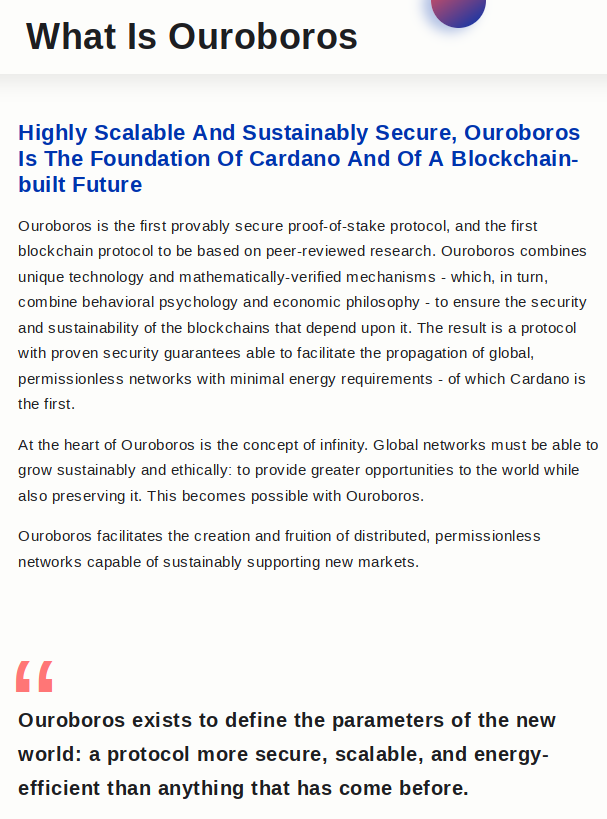 What Is Ouroboros
Highly Scalable And Sustainably Secure, Ouroboros
Is The Foundation Of Cardano And Of A Blockchain-
built Future
Ouroboros is the first provably secure proof-of-stake protocol, and the first
blockchain protocol to be based on peer-reviewed research. Ouroboros combines
unique technology and mathematically-verified mechanisms - which, in turn,
combine behavioral psychology and economic philosophy - to ensure the security
and sustainability of the blockchains that depend upon it. The result is a protocol
with proven security guarantees able to facilitate the propagation of global,
permissionless networks with minimal energy requirements - of which Cardano is
the first.
At the heart of Ouroboros is the concept of infinity. Global networks must be able to
grow sustainably and ethically: to provide greater opportunities to the world while
also preserving it. This becomes possible with Ouroboros.
Ouroboros facilitates the creation and fruition of distributed, permissionless
networks capable of sustainably supporting new markets.
“
Ouroboros exists to define the parameters of the new
world: a protocol more secure, scalable, and energy-
efficient than anything that has come before.